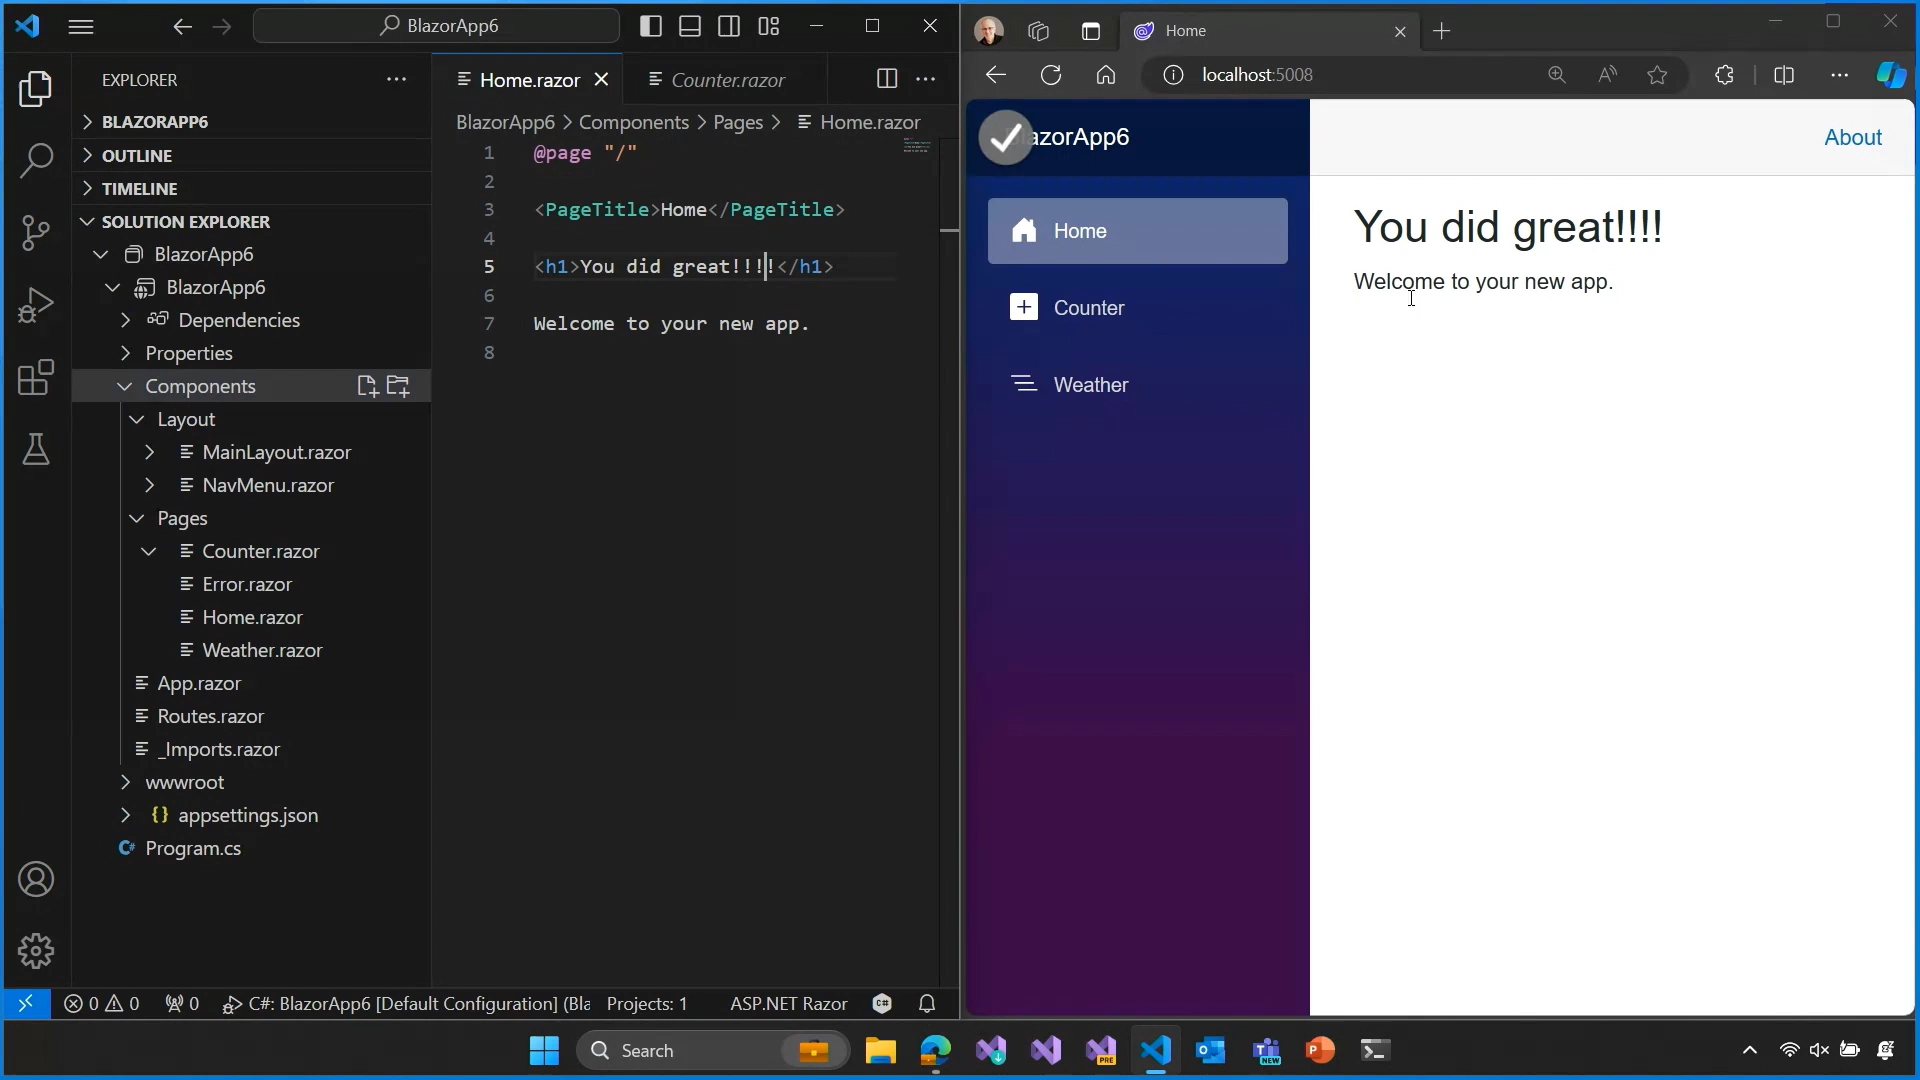 BlazorApp6
EXPLORER
BLAZORAPP6
OUTLINE
TIMELINE
SOLUTION EXPLORER
BlazorApp6
BlazorApp6
Dependencies
Properties
Components
Layout
MainLayout.razor
NavMenu.razor
Pages
Counter.razor
Error.razor
Home.razor
Weather.razor
App.razor
Routes.razor
_Imports.razor
wwwroot
{} appsettings.json
C# Program.cs
Home.razor
Counter.razor
BlazorApp6 > Components > Pages > Home.razor
1 @page "/"
2
3 <PageTitle>Home</PageTitle>
4
5 <h1>You did great!!!!</h1>
6
7 Welcome to your new app.
8
0 0 0 C#: BlazorApp6 [Default Configuration] (Bla Projects: 1 ASP.NET Razor C#
Home
localhost:5008
azorApp6
About
Home
Counter
Weather
You did great!!!!
Welcome to your new app.
Search
PRE
NEW